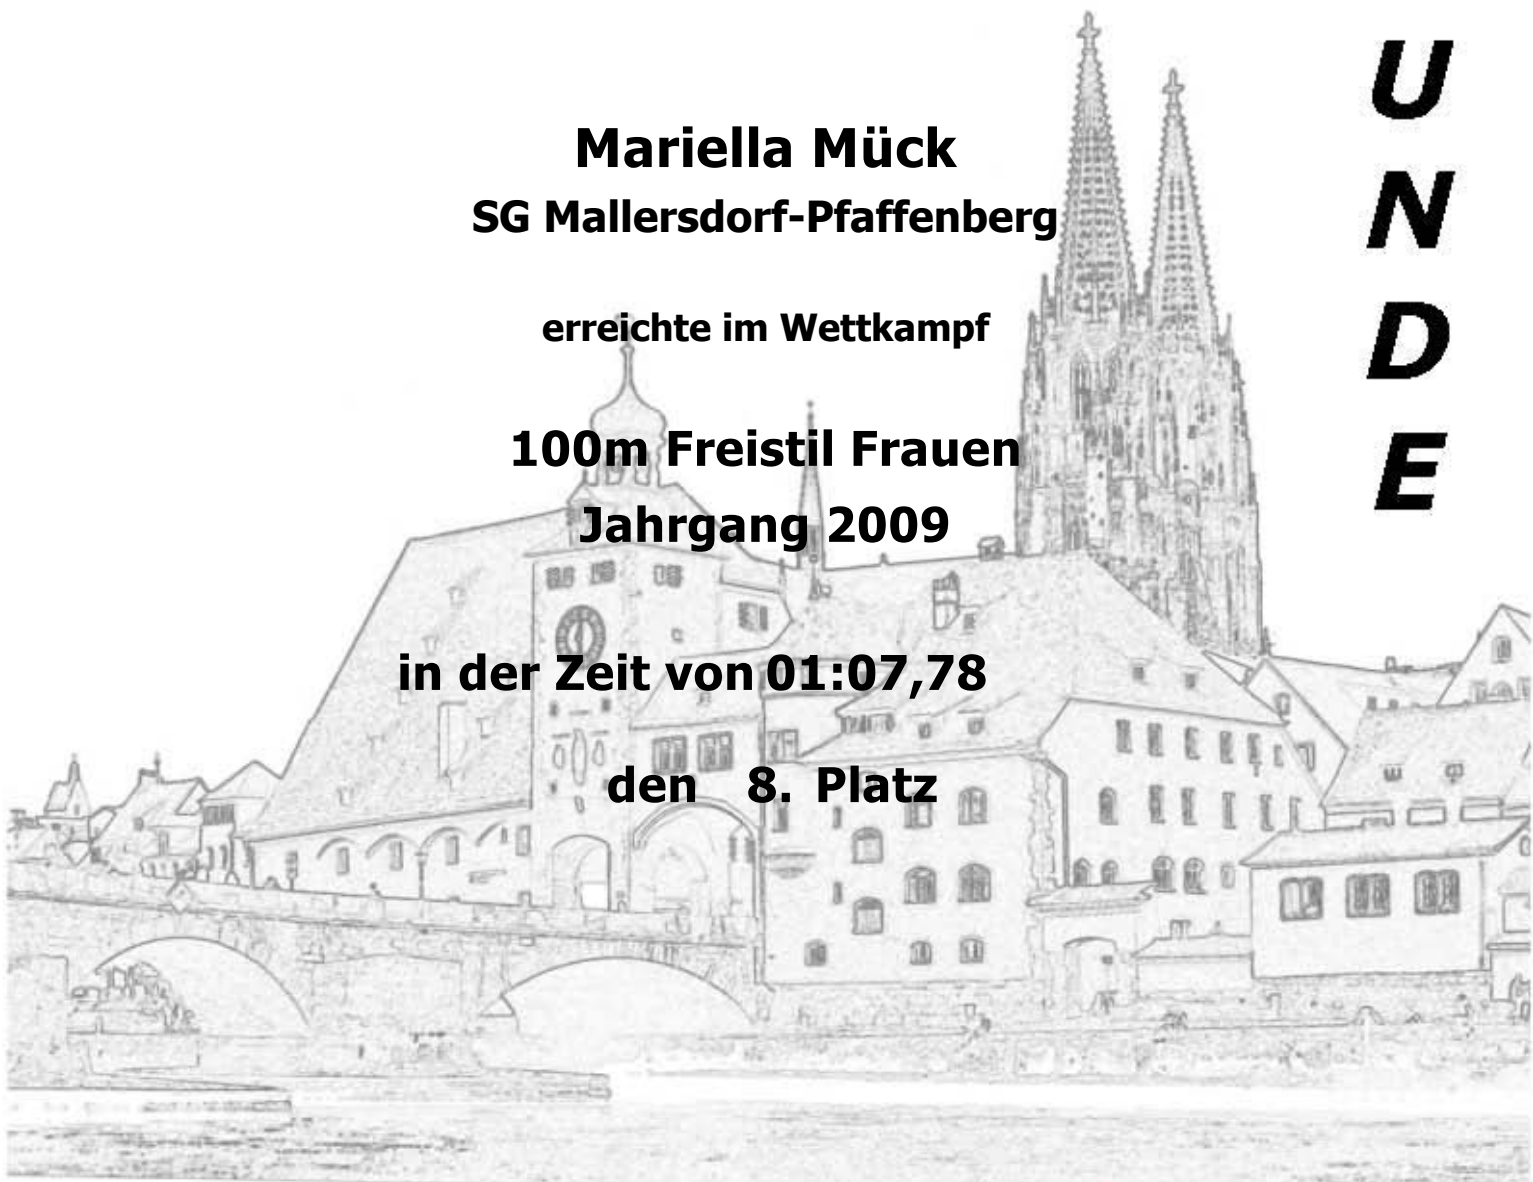 Mariella Mück
SG Mallersdorf-Pfaffenberg
erreichte im Wettkampf
100m Freistil Frauen
Jahrgang 2009
in der Zeit von 01:07,78
den 8. Platz
U
N
D
E